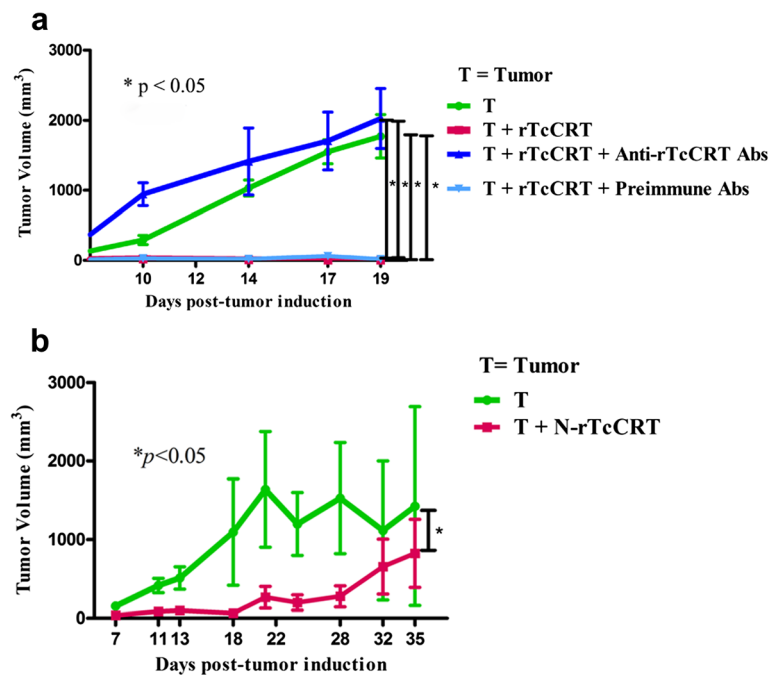 a
3000
2000
1000
0
Tumor Volume (mm³)
* p < 0.05
* * * *
10 12 14 17 19
Days post-tumor induction
T = Tumor
T
T + rTcCRT
T + rTcCRT + Anti-rTcCRT Abs
T + rTcCRT + Preimmune Abs
b
3000
2000
1000
0
Tumor Volume (mm³)
*p<0.05
*
7 11 13 18 22 28 32 35
Days post-tumor induction
T= Tumor
T
T + N-rTcCRT